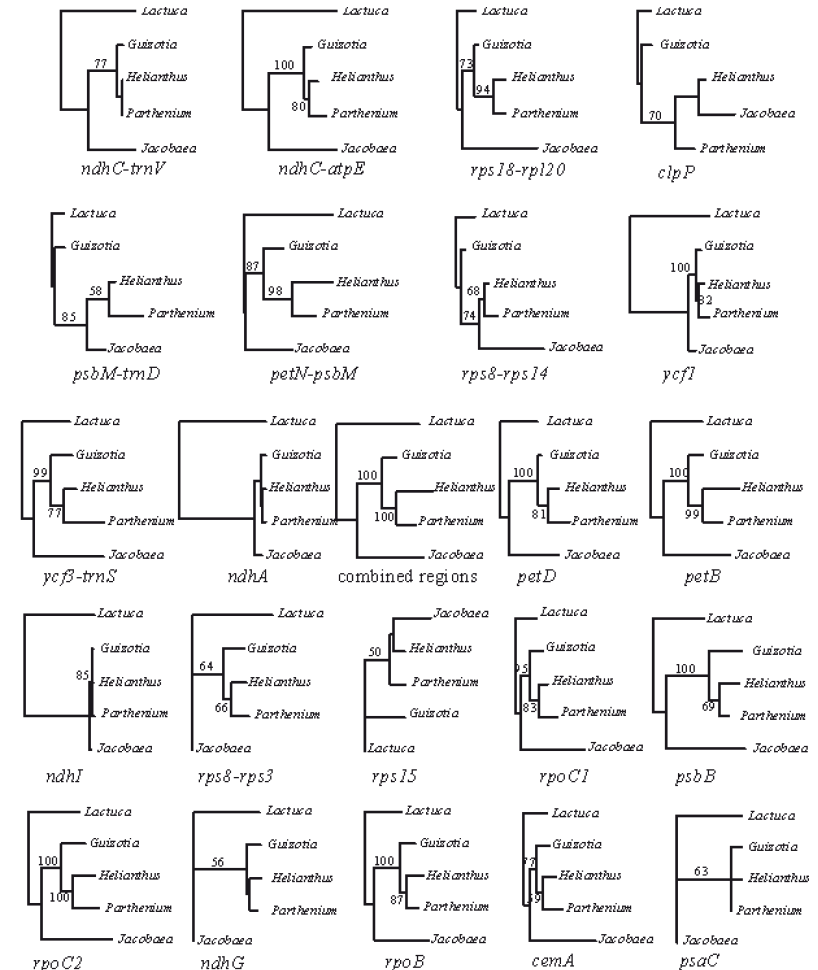 Lactuca Lactuca Lactuca Lactuca
Guizotia Guizotia Guizotia Guizotia
77 100 73 94
Helianthus Helianthus Helianthus Helianthus
80 70
Parthenium Parthenium Parthenium Jacobaea
Jacobaea Jacobaea Jacobaea Parthenium
ndhC-trnV ndhC-atpE rps18-rpl20 clpP
Lactuca Lactuca Lactuca Lactuca
Guizotia Guizotia Guizotia Guizotia
87 100
58 98 68 82
Helianthus Helianthus Helianthus Helianthus
85 74
Parthenium Parthenium Parthenium Parthenium
Jacobaea Jacobaea Jacobaea Jacobaea
psbM-trnD petN-psbM rps8-rps14 ycf1
Lactuca Lactuca Lactuca Lactuca Lactuca
Guizotia Guizotia Guizotia Guizotia Guizotia
99 100 100 100
Helianthus Helianthus Helianthus Helianthus Helianthus
77 100 81 99
Parthenium Parthenium Parthenium Parthenium Parthenium
Jacobaea Jacobaea Jacobaea Jacobaea Jacobaea
ycf3-trnS ndhA combined regions petD petB
Lactuca Lactuca Jacobaea Lactuca Lactuca
Guizotia Guizotia Helianthus Guizotia Guizotia
85 64 50 95 100
Helianthus Helianthus Parthenium Helianthus Helianthus
66 83 69
Parthenium Parthenium Guizotia Parthenium Parthenium
Jacobaea Jacobaea Lactuca Jacobaea Jacobaea
ndhI rps8-rps3 rps15 rpoC1 psbB
Lactuca Lactuca Lactuca Lactuca Lactuca
Guizotia Guizotia Guizotia Guizotia Guizotia
100 56 100 77 63
Helianthus Helianthus Helianthus Helianthus Helianthus
100 87
Parthenium Parthenium Parthenium Parthenium Parthenium
Jacobaea Jacobaea Jacobaea Jacobaea Jacobaea
rpoC2 ndhG rpoB cemA psaC